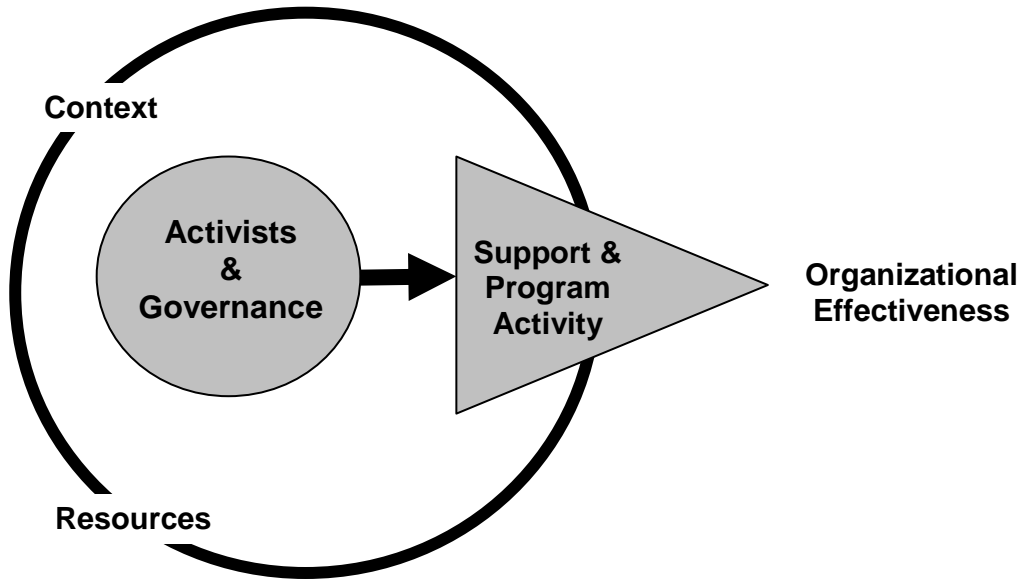 Context
Activists
&
Governance
Support &
Program
Activity
Organizational
Effectiveness
Resources